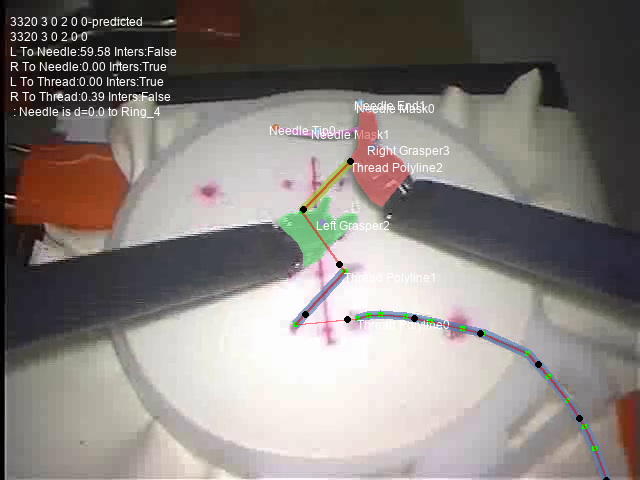 3320 3 0 2 0 0-predicted
3320 3 0 2 0 0
L To Needle:59.58 Inters:False
R To Needle:0.00 Inters:True
L To Thread:0.00 Inters:True
R To Thread:0.39 Inters:False
: Needle is d=0.0 to Ring_4
Needle End1
Needle Mask0
Needle Tip0
Needle Mask1
Right Grasper3
Thread Polyline2
Left Grasper2
Thread Polyline1
Thread Polyline0